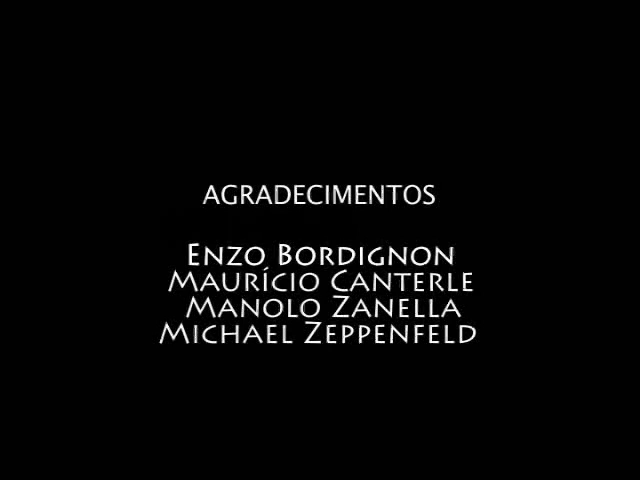 AGRADECIMENTOS
ENZO BORDIGNON
MAURÍCIO CANTERLE
MANOLO ZANELLA
MICHAEL ZEPPENFELD